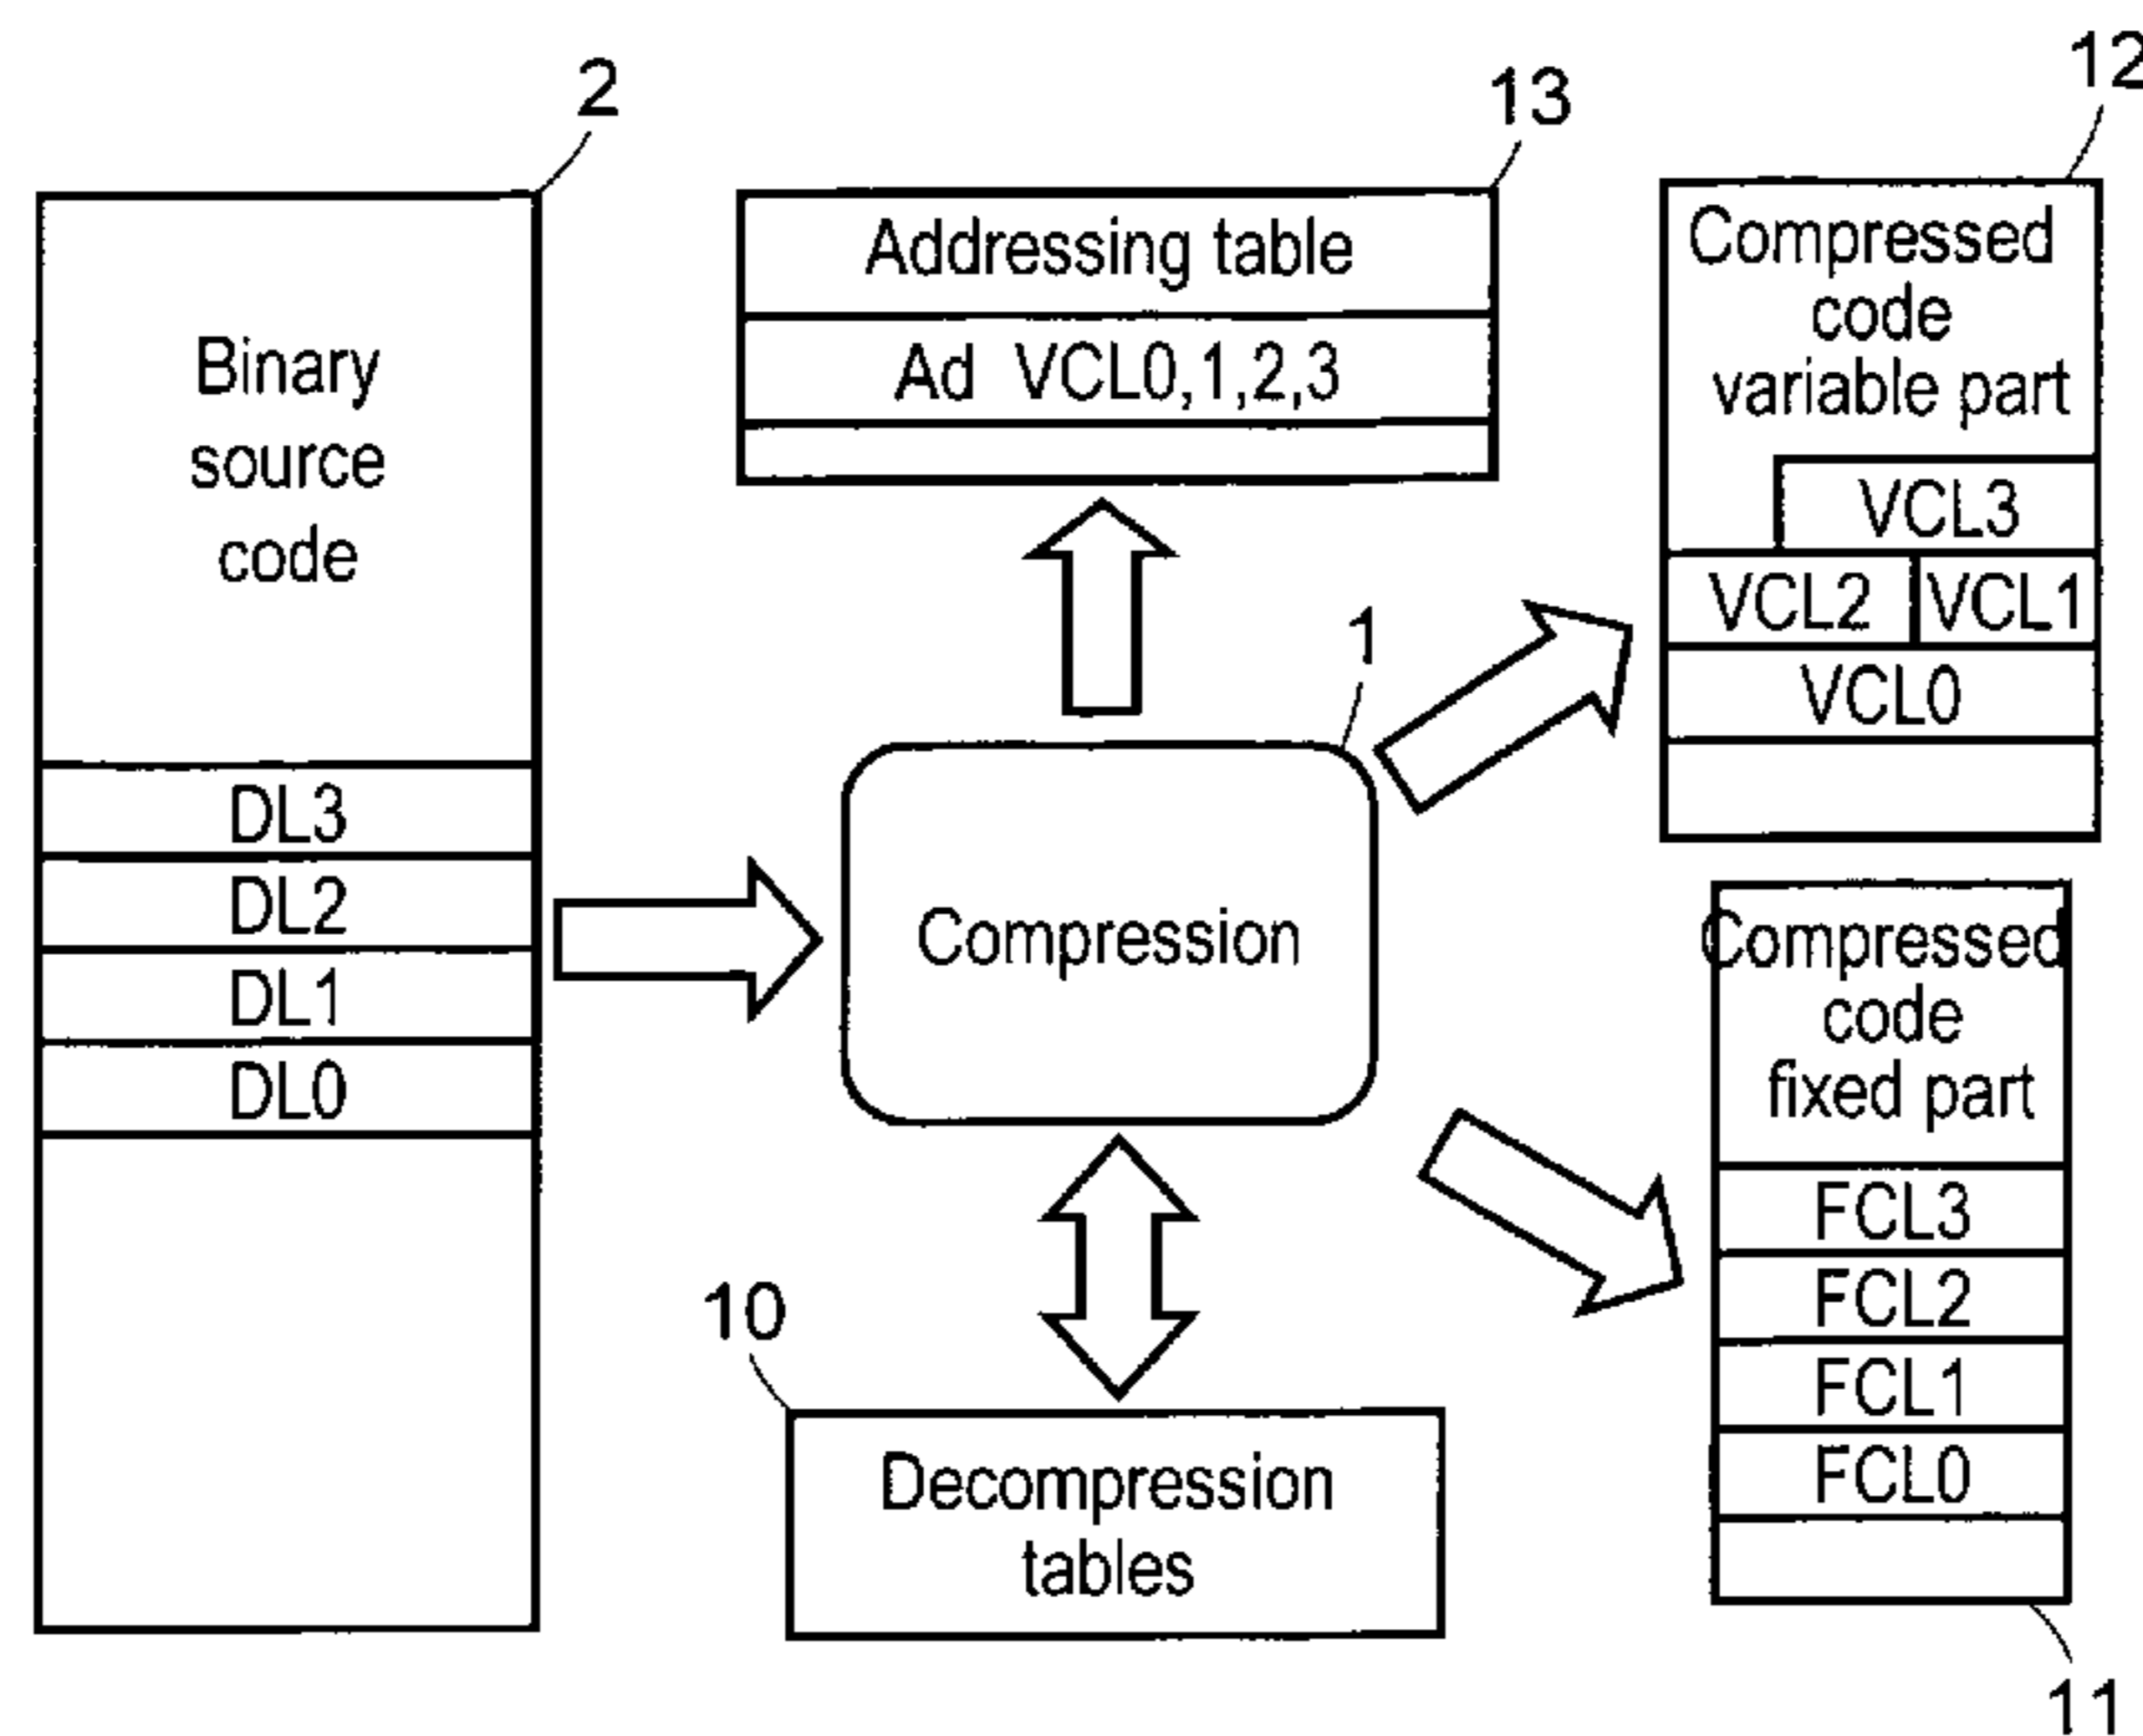 2
Binary
source
code
DL3
DL2
DL1
DL0
13
Addressing table
Ad VCL0,1,2,3
1
Compression
10
Decompression
tables
12
Compressed
code
variable part
VCL3
VCL2 VCL1
VCL0
Compressed
code
fixed part
FCL3
FCL2
FCL1
FCL0
11